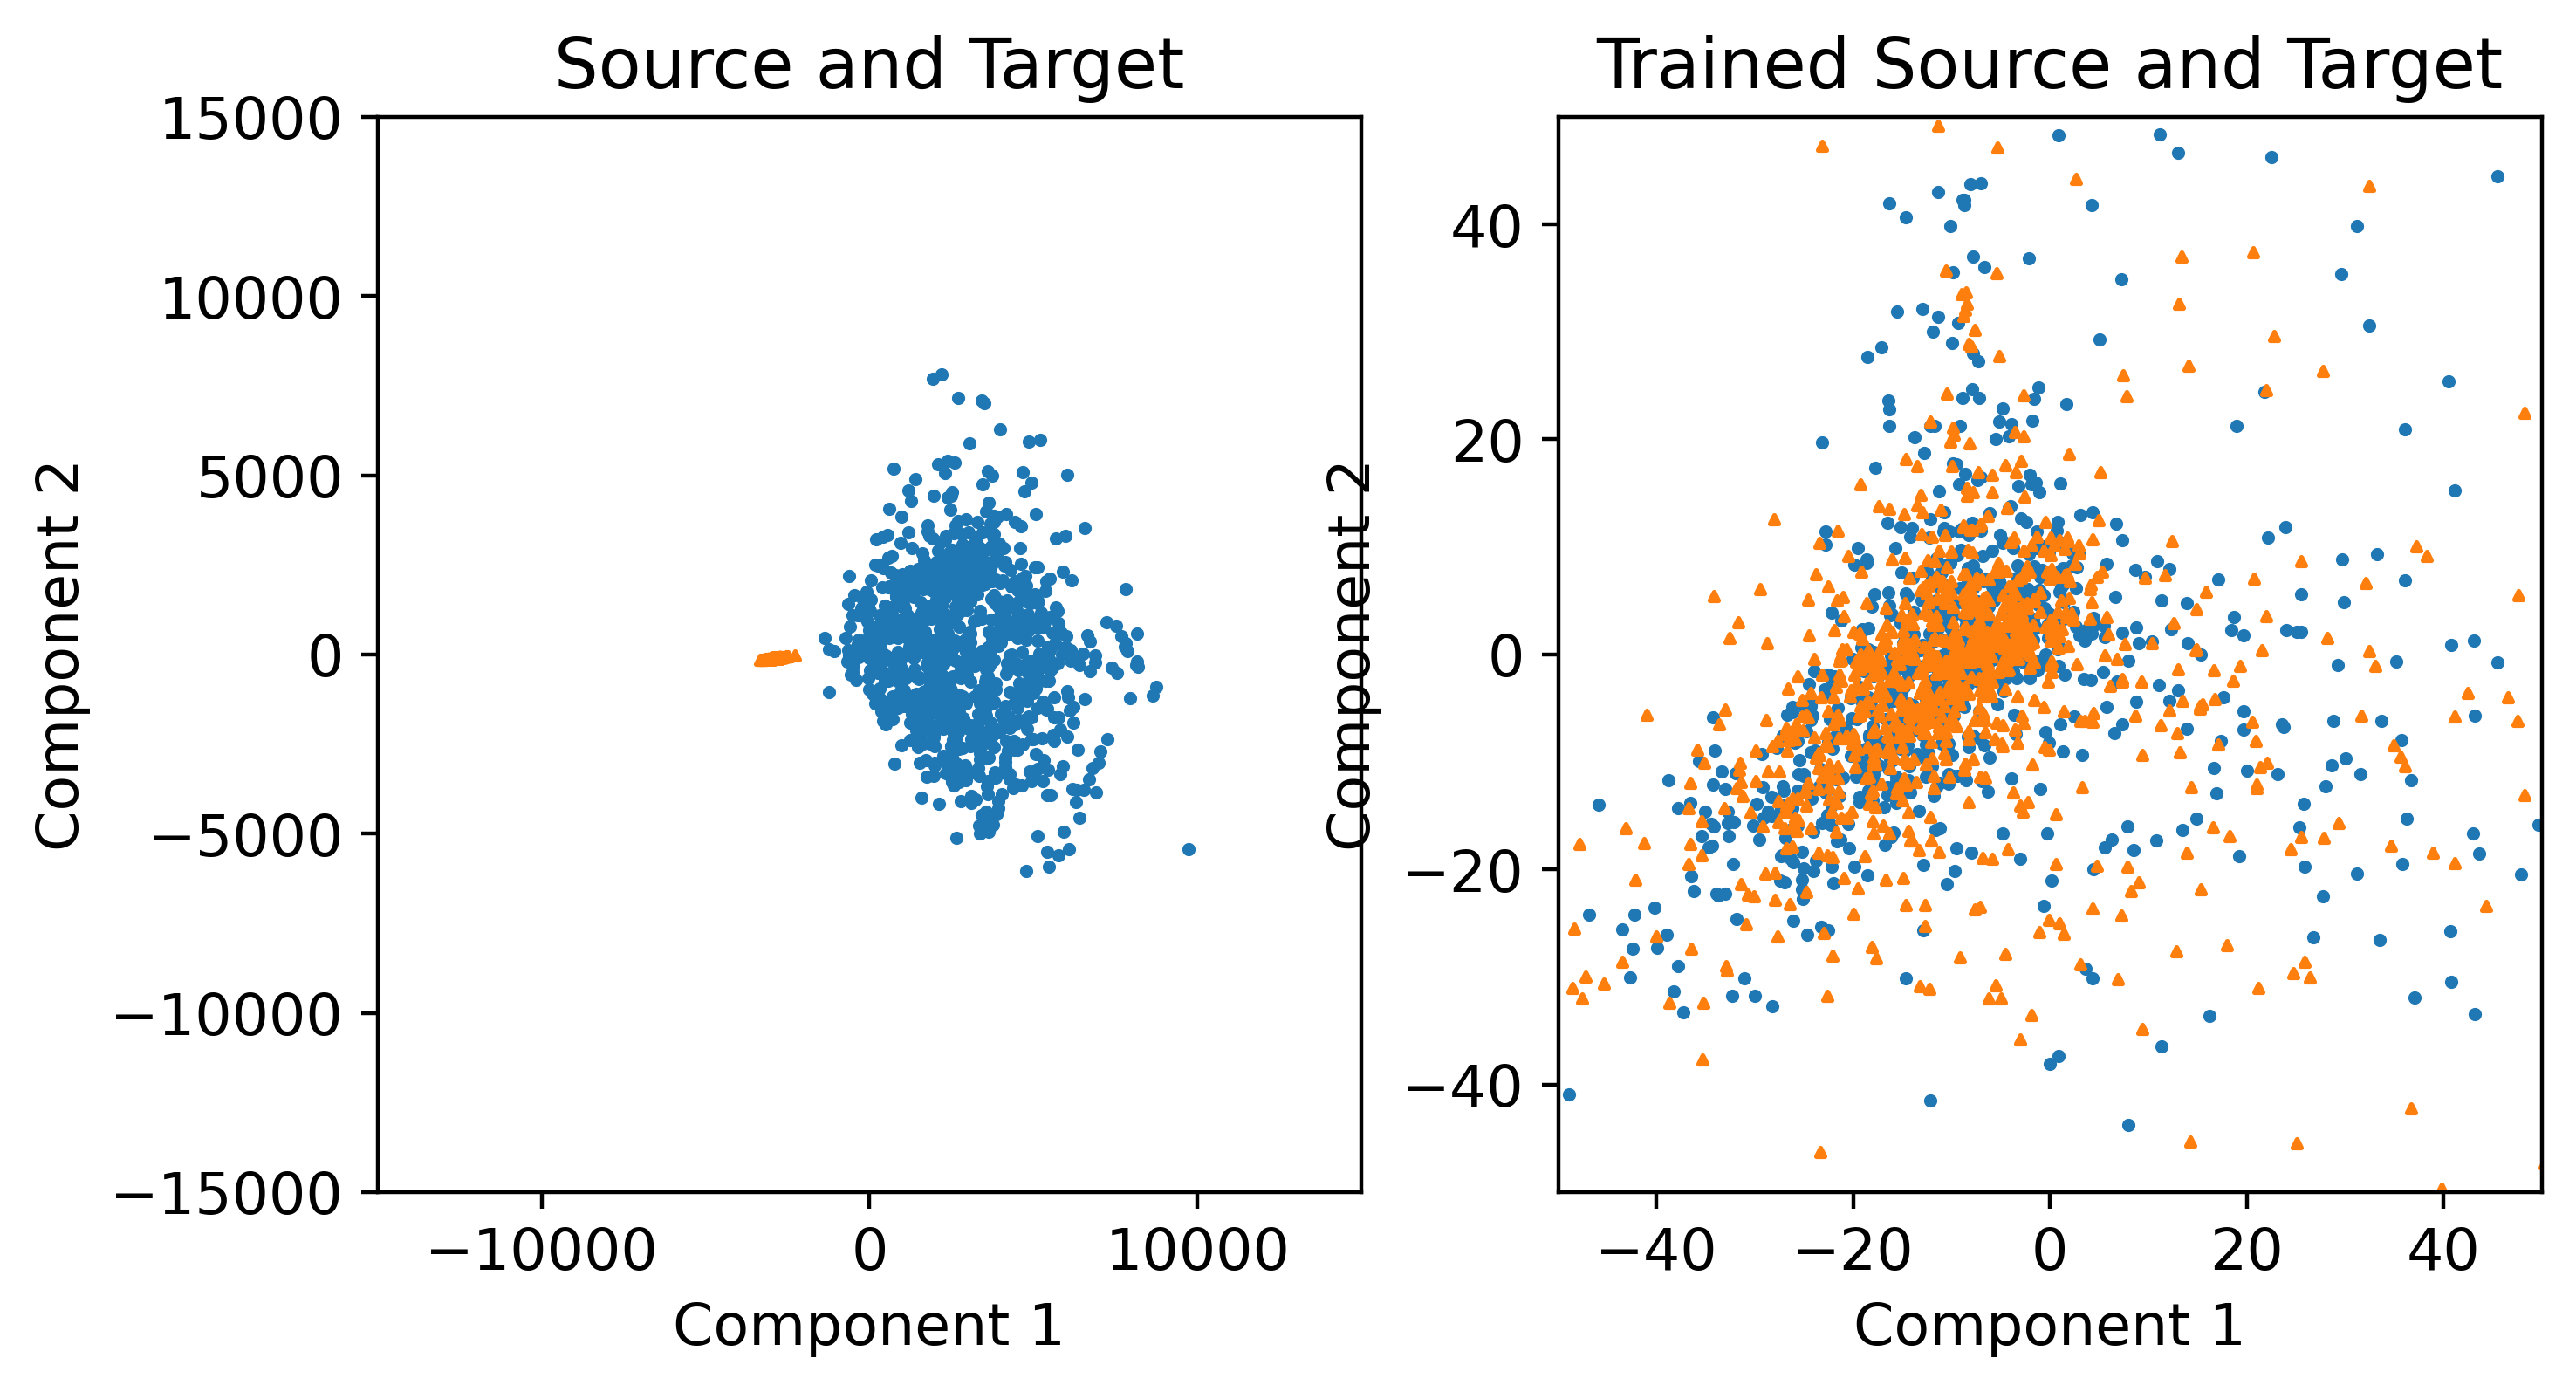 Source and Target
15000
10000
5000
0
−5000
−10000
−15000
Component 2
−10000 0 10000
Component 1
Trained Source and Target
40
20
0
−20
−40
Component 2
−40 −20 0 20 40
Component 1